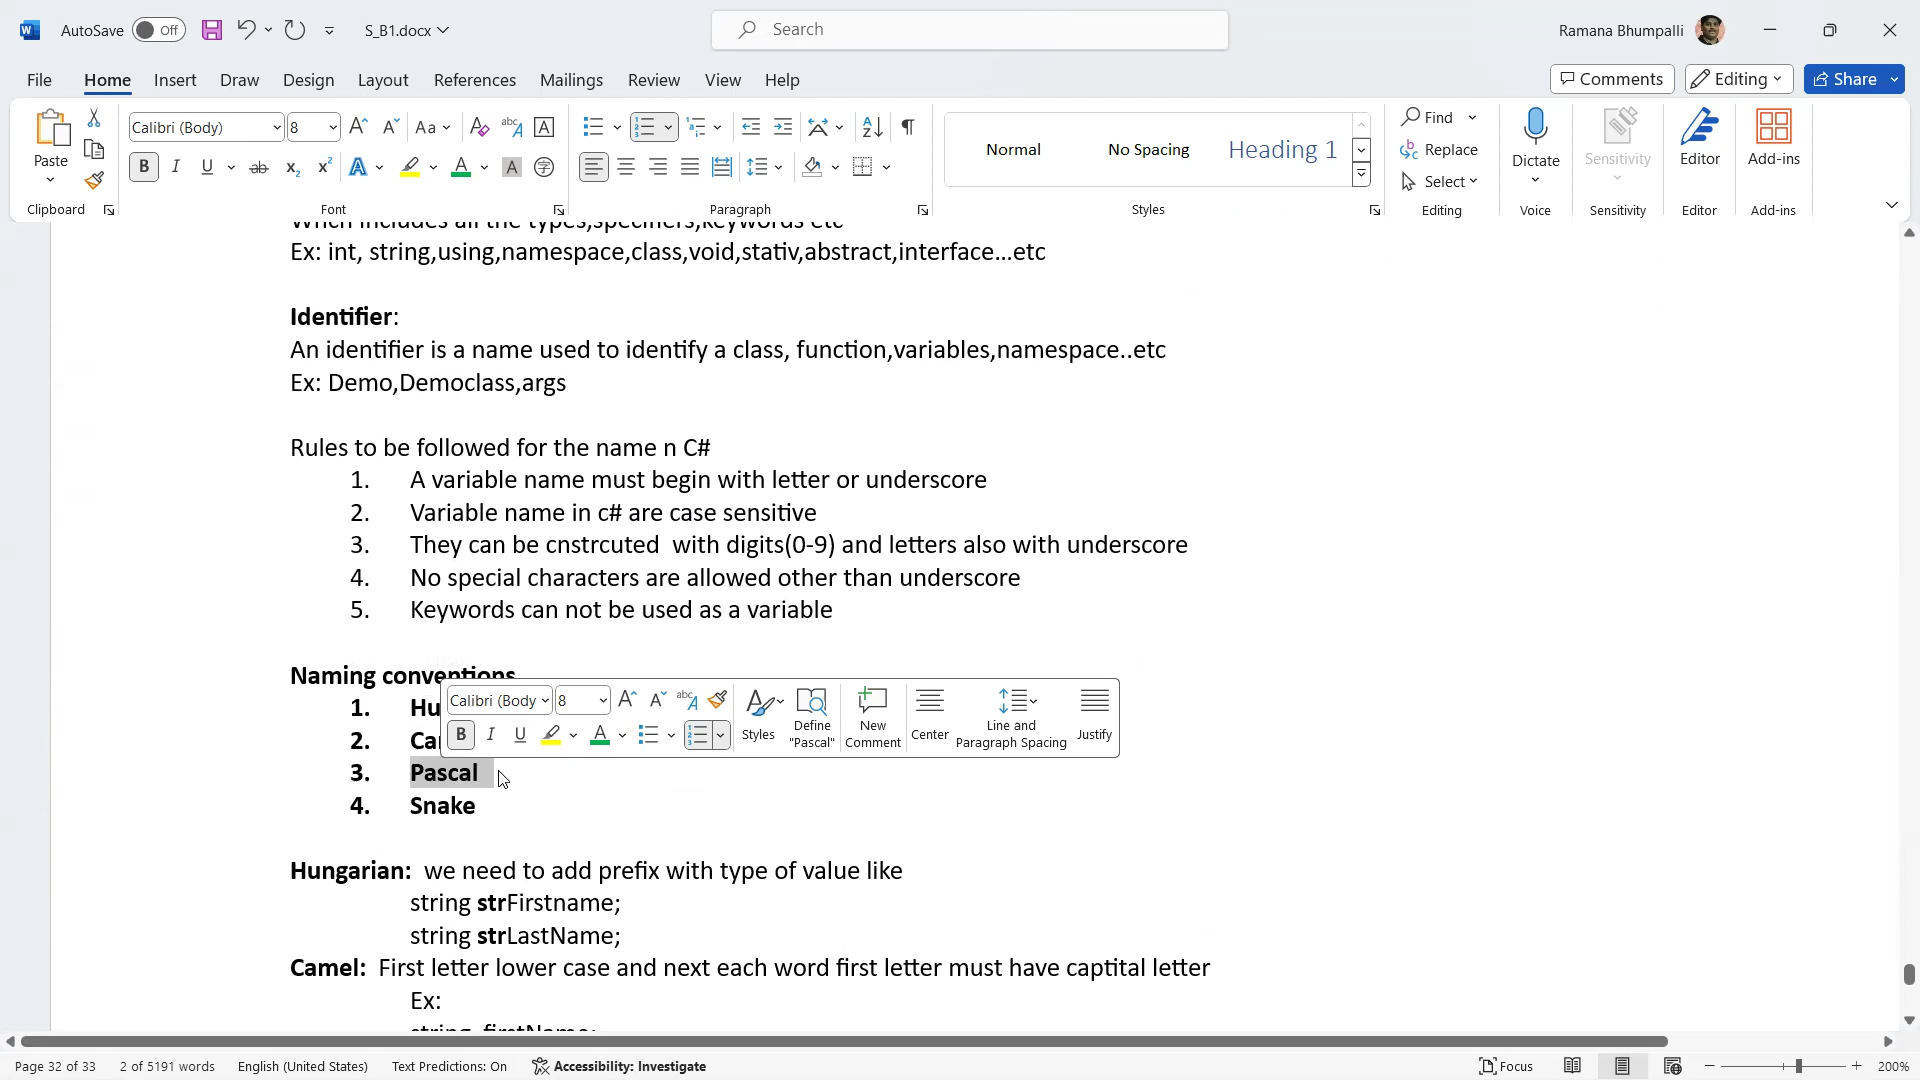 AutoSave Off S_B1.docx Search Ramana Bhumpalli
File Home Insert Draw Design Layout References Mailings Review View Help Comments Editing Share
Calibri (Body) 8 Aa Find
Paste Normal No Spacing Heading 1 Replace Dictate Sensitivity Editor Add-ins
B I U ab Select
Clipboard Font Paragraph Styles Editing Voice Sensitivity Editor Add-ins
types,specifiers,keywords etc
Ex: int, string,using,namespace,class,void,stativ,abstract,interface...etc
Identifier:
An identifier is a name used to identify a class, function,variables,namespace..etc
Ex: Demo,Democlass,args
Rules to be followed for the name n C#
1. A variable name must begin with letter or underscore
2. Variable name in c# are case sensitive
3. They can be cnstrcuted  with digits(0-9) and letters also with underscore
4. No special characters are allowed other than underscore
5. Keywords can not be used as a variable
Naming conventions
1. Hu
2. Ca
3. Pascal
4. Snake
Calibri (Body 8
B I U Styles Define "Pascal" New Comment Center Line and Paragraph Spacing Justify
Hungarian:  we need to add prefix with type of value like
string strFirstname;
string strLastName;
Camel:  First letter lower case and next each word first letter must have captital letter
Ex:
string  firstName;
Page 32 of 33 2 of 5191 words English (United States) Text Predictions: On Accessibility: Investigate Focus 200%